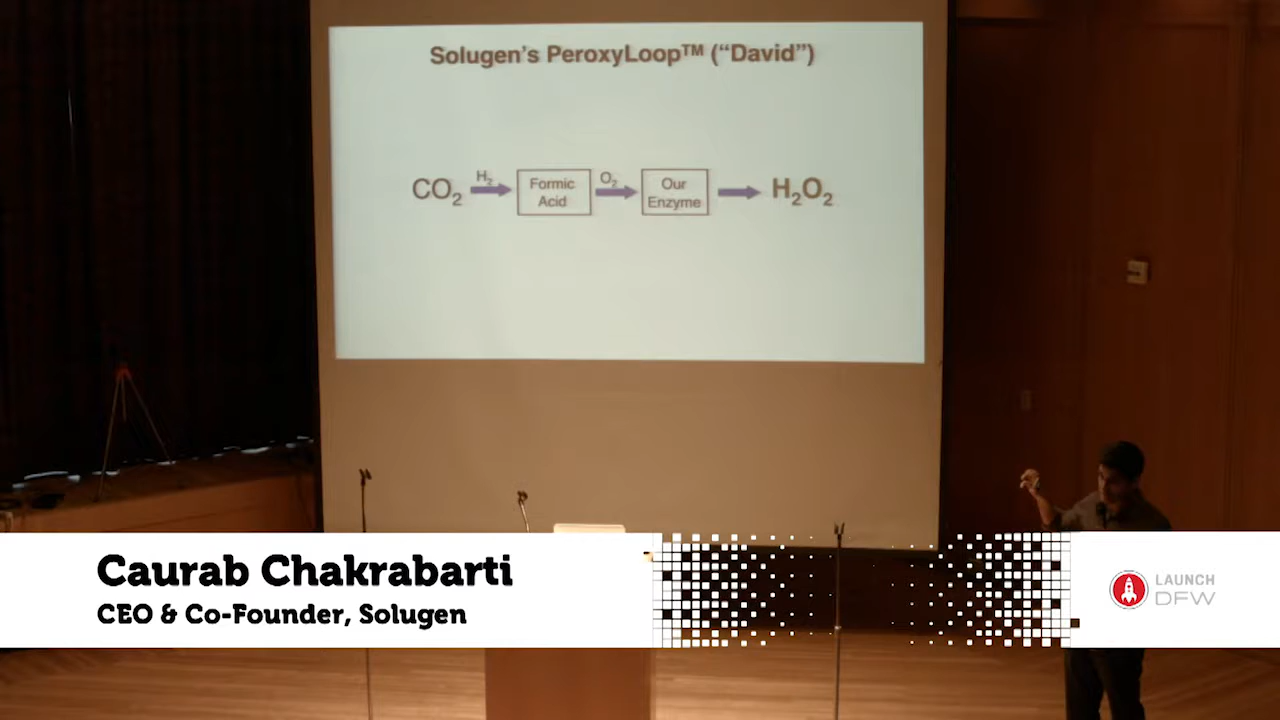 Solugen's PeroxyLoop™ ("David")
CO₂
H₂
Formic
Acid
O₂
Our
Enzyme
H₂O₂
Caurab Chakrabarti
CEO & Co-Founder, Solugen
LAUNCH
DFW